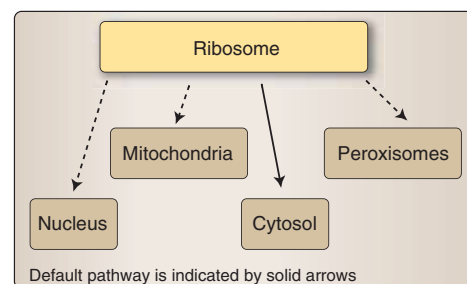 Ribosome
Mitochondria
Peroxisomes
Nucleus
Cytosol
Default pathway is indicated by solid arrows